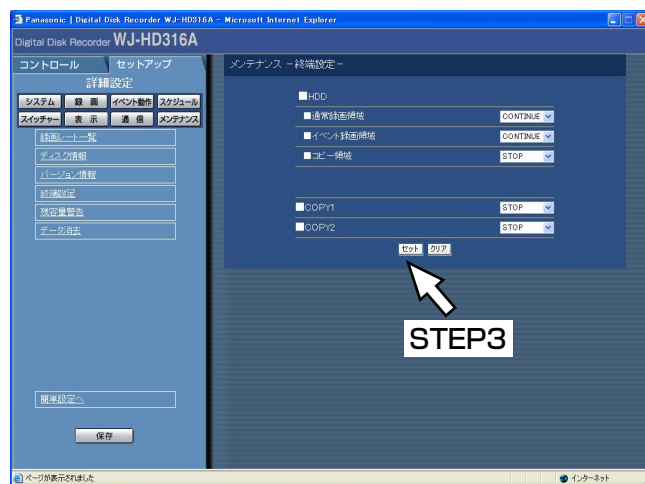 Panasonic | Digital Disk Recorder WJ-HD316A - Microsoft Internet Explorer
Digital Disk Recorder WJ-HD316A
コントロール セットアップ
詳細設定
システム 録 画 イベント動作 スケジュール
スイッチャー 表 示 通 信 メンテナンス
録画レート一覧
ディスク情報
バージョン情報
終端設定
残容量警告
データ消去
簡単設定へ
保存
メンテナンス －終端設定－
■HDD
■通常録画領域 CONTINUE
■イベント録画領域 CONTINUE
■コピー領域 STOP
■COPY1 STOP
■COPY2 STOP
セット クリア
STEP3
ページが表示されました インターネット